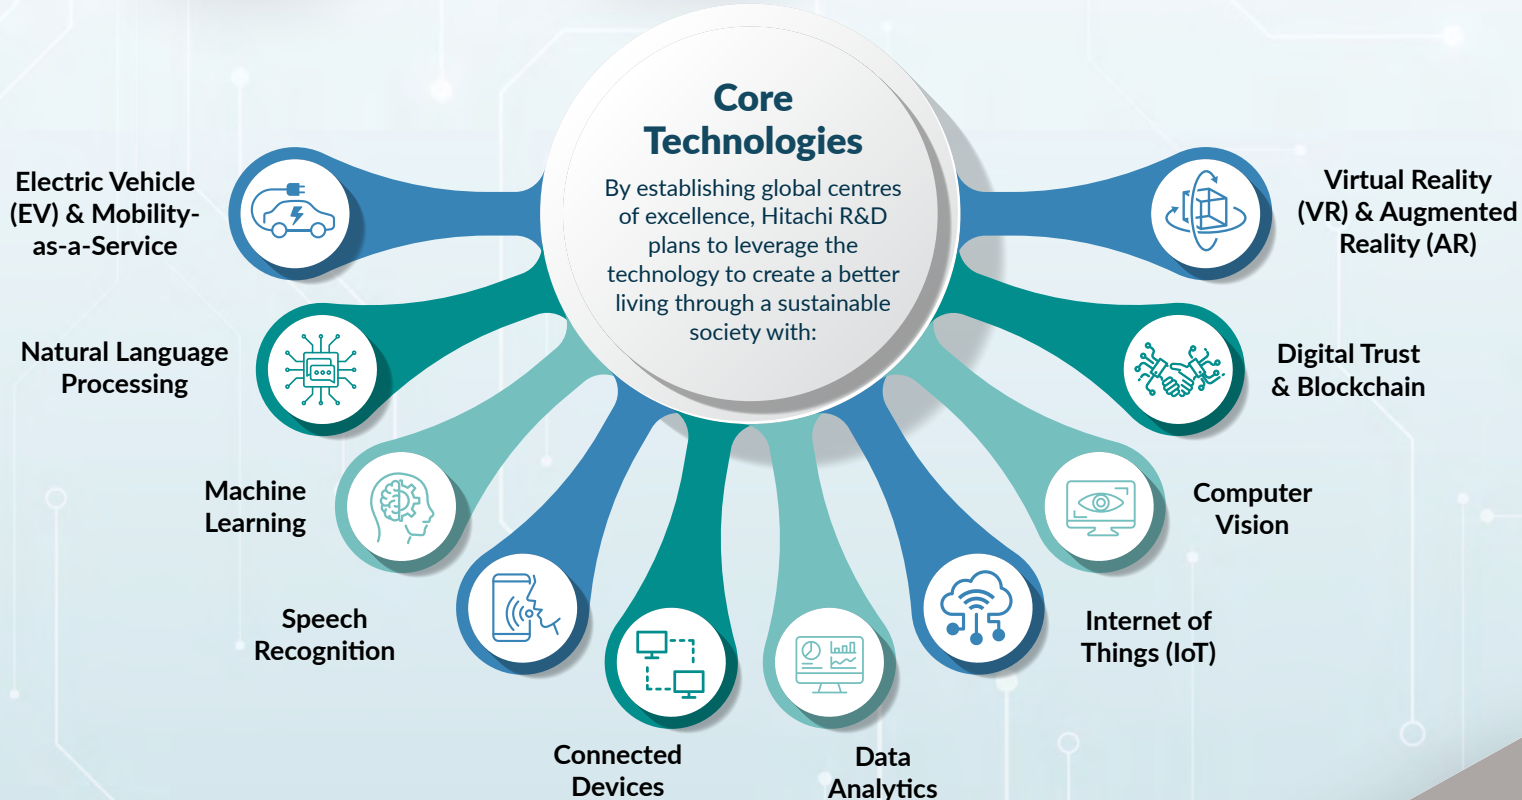 Core
Technologies
By establishing global centres
of excellence, Hitachi R&D
plans to leverage the
technology to create a better
living through a sustainable
society with:
Electric Vehicle
(EV) & Mobility-
as-a-Service
Natural Language
Processing
Machine
Learning
Speech
Recognition
Connected
Devices
Data
Analytics
Internet of
Things (IoT)
Computer
Vision
Digital Trust
& Blockchain
Virtual Reality
(VR) & Augmented
Reality (AR)